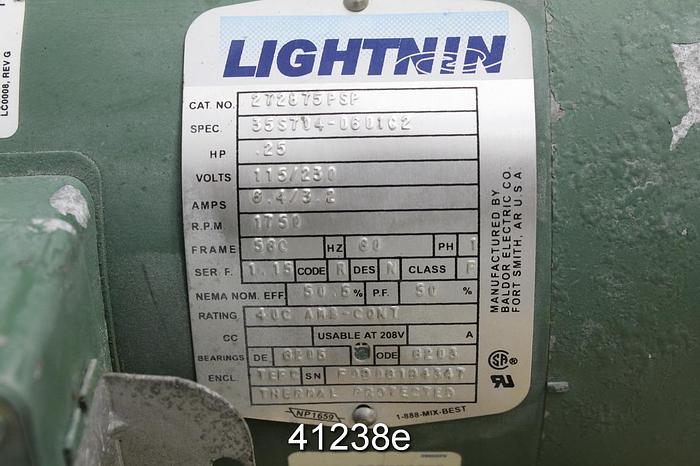 LC0008, REV G
LIGHTNIN
CAT. NO. 272875PSP
SPEC. 35S704-0601G2
HP .25
VOLTS 115/230
AMPS 6.4/3.2
R.P.M. 1750
FRAME 56C HZ 60 PH 1
SER. F. 1.15 CODE R DES N CLASS F
NEMA NOM. EFF. 50.5 % P.F. 50 %
RATING 40C AMB-CONT
CC USABLE AT 208V A
BEARINGS DE 6205 ODE 6203
ENCL. TEFC SN
THERMAL PROTECTED
NP1659 1-888-MIX-BEST
MANUFACTURED BY
BALDOR ELECTRIC CO.
FORT SMITH, AR U.S.A.
41238e